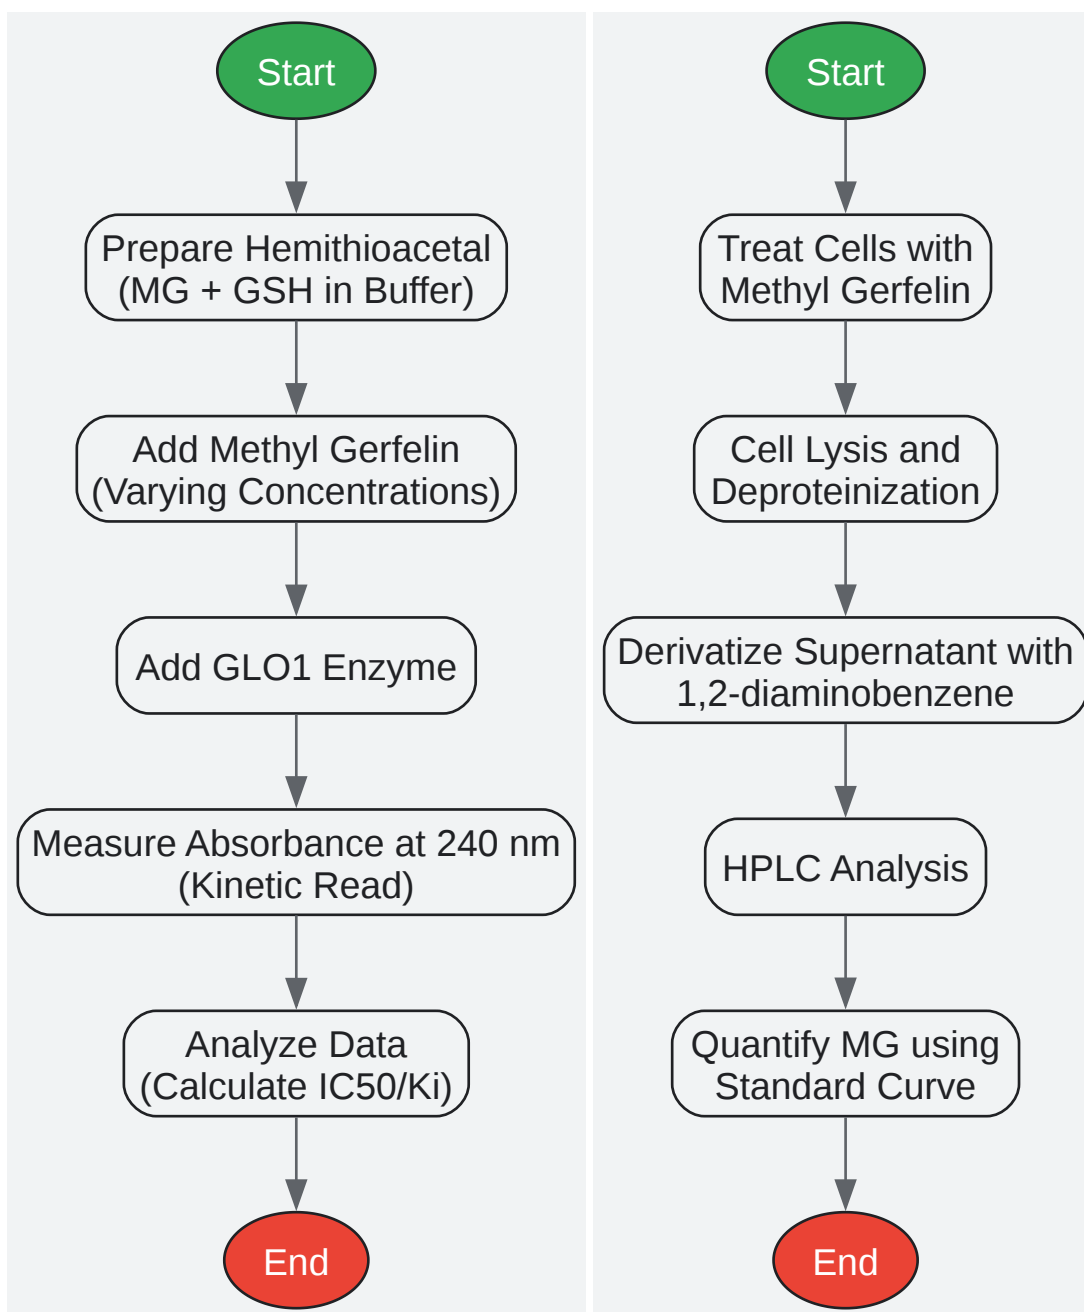 Start
Prepare Hemithioacetal
(MG + GSH in Buffer)
Add Methyl Gerfelin
(Varying Concentrations)
Add GLO1 Enzyme
Measure Absorbance at 240 nm
(Kinetic Read)
Analyze Data
(Calculate IC50/Ki)
End
Start
Treat Cells with
Methyl Gerfelin
Cell Lysis and
Deproteinization
Derivatize Supernatant with
1,2-diaminobenzene
HPLC Analysis
Quantify MG using
Standard Curve
End